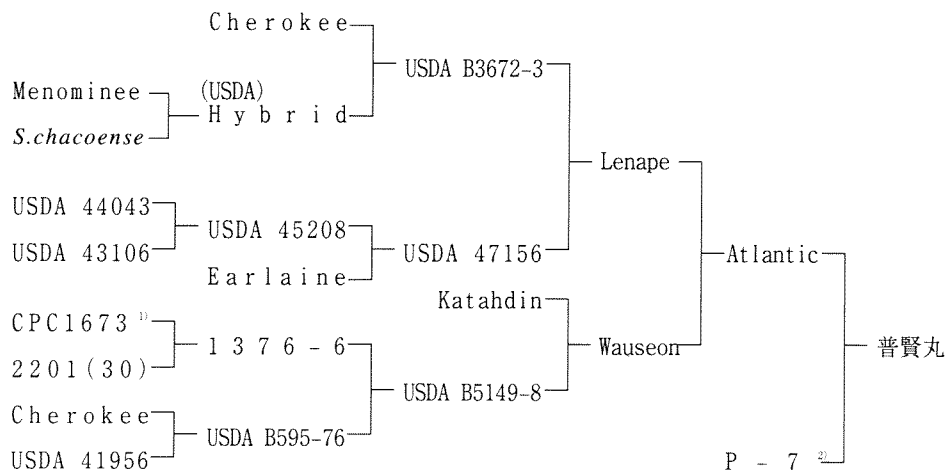 Cherokee
USDA B3672-3
Menominee (USDA)
Hybrid
S.chacoense
Lenape
USDA 44043
USDA 45208
USDA 43106
USDA 47156
Atlantic
Earlaine
Katahdin
CPC1673 1)
1376-6
Wauseon
普賢丸
2201(30)
USDA B5149-8
Cherokee
USDA B595-76
USDA 41956
P-7 2)